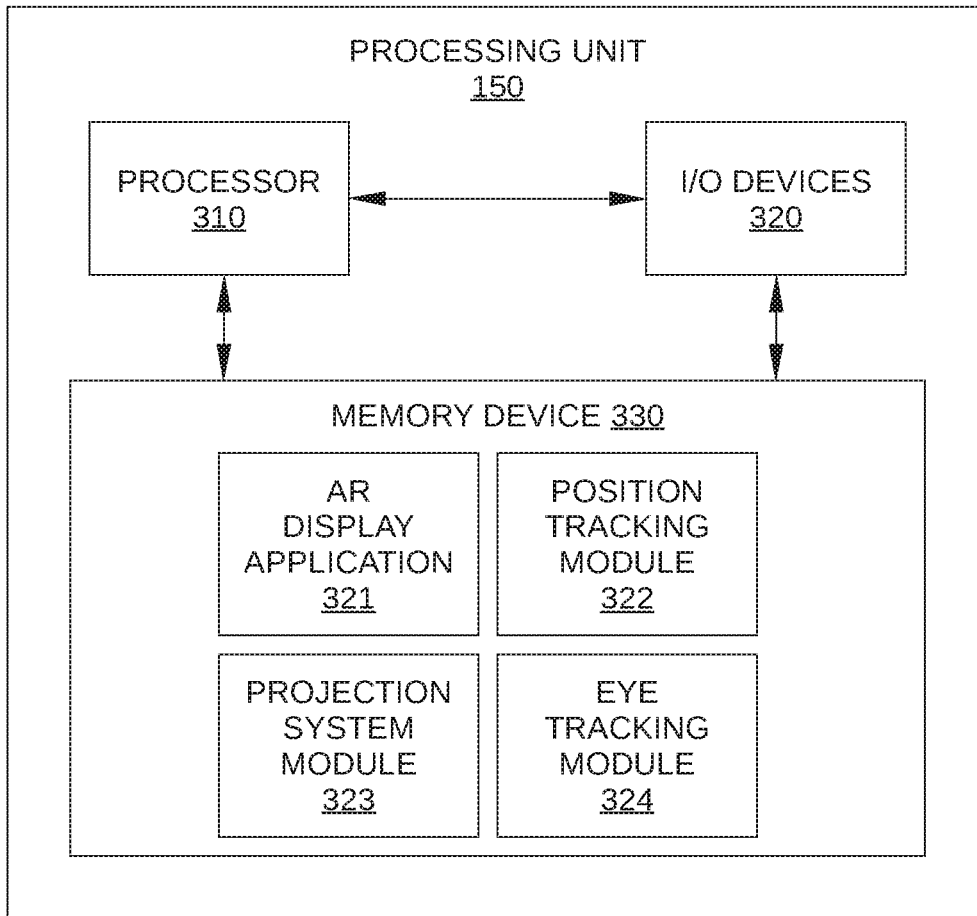 PROCESSING UNIT
150
PROCESSOR
310
I/O DEVICES
320
MEMORY DEVICE 330
AR
DISPLAY
APPLICATION
321
POSITION
TRACKING
MODULE
322
PROJECTION
SYSTEM
MODULE
323
EYE
TRACKING
MODULE
324